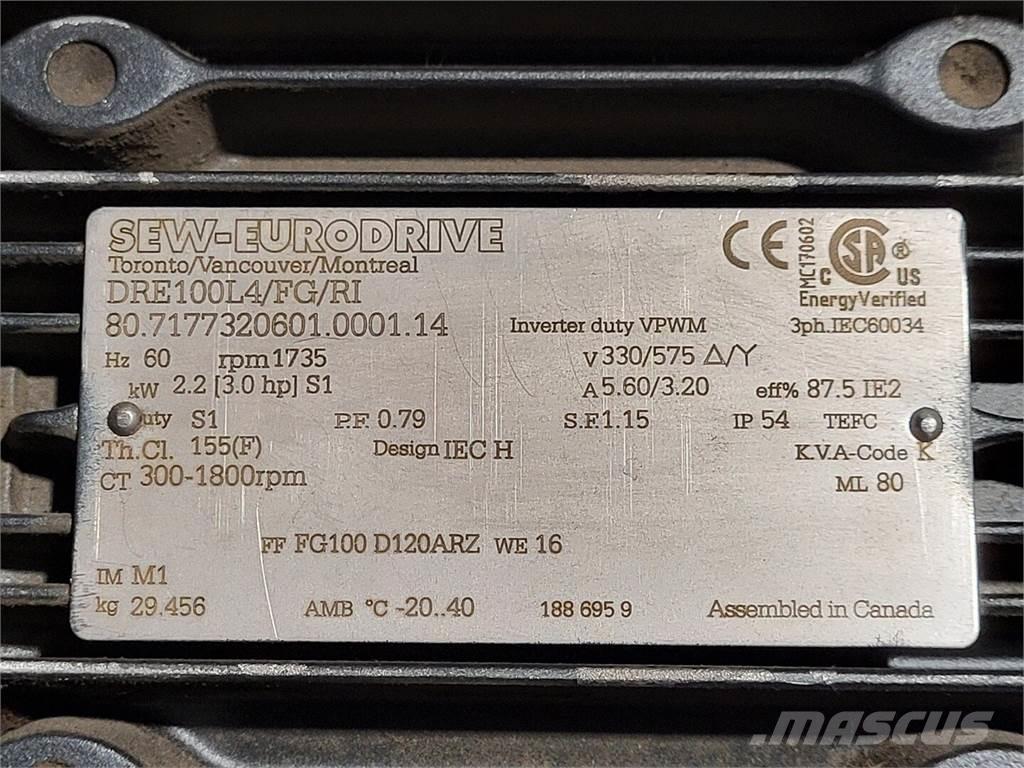 SEW-EURODRIVE
Toronto/Vancouver/Montreal
DRE100L4/FG/RI
80.7177320601.0001.14 Inverter duty VPWM 3ph.IEC60034
CE EMC170602 C SA ® US
EnergyVerified
Hz 60 rpm 1735 V 330/575 Δ/Y
kW 2.2 [3.0 hp] S1 A 5.60/3.20 eff% 87.5 IE2
uty S1 P.F. 0.79 S.F. 1.15 IP 54 TEFC
Th.Cl. 155(F) Design IEC H K.V.A-Code K
CT 300-1800rpm ML 80
FF FG100 D120ARZ WE 16
IM M1
kg 29.456 AMB °C -20..40 188 695 9 Assembled in Canada
MASCUS